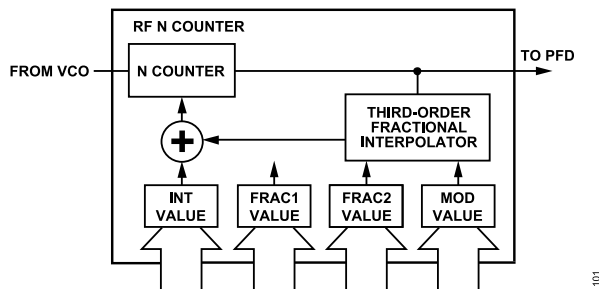 RF N COUNTER
FROM VCO
N COUNTER
TO PFD
THIRD-ORDER
FRACTIONAL
INTERPOLATOR
+
INT
VALUE
FRAC1
VALUE
FRAC2
VALUE
MOD
VALUE
101